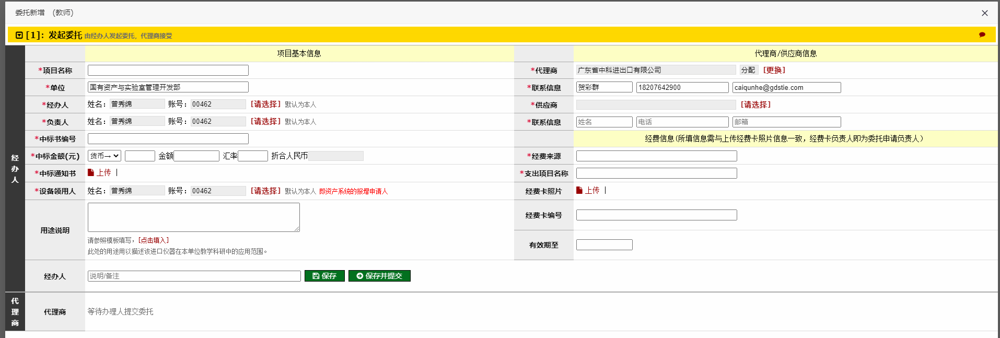 委托新增 (教师)
[1]: 发起委托 由经办人发起委托, 代理商接受
项目基本信息
代理商/供应商信息
*项目名称
*代理商 广东省中科进出口有限公司 分配 [更换]
*单位 国有资产与实验室管理开发部
*联系信息 贺彩群 18207642900 caiqunhe@gdstie.com
*经办人 姓名: 曾秀绵 账号: 00462 [请选择] 默认为本人
*供应商 [请选择]
*负责人 姓名: 曾秀绵 账号: 00462 [请选择] 默认为本人
*联系信息 姓名 电话 邮箱
*中标书编号
经费信息(所填信息需与上传经费卡照片信息一致, 经费卡负责人即为委托申请负责人)
*中标金额(元) 货币→ 金额 汇率 折合人民币
*经费来源
*中标通知书 上传 |
*支出项目名称
*设备领用人 姓名: 曾秀绵 账号: 00462 [请选择] 默认为本人 即资产系统的报增申请人
经费卡照片 上传 |
用途说明
请参照模板填写, [点击填入]
此处的用途用以描述该进口仪器在本单位教学科研中的应用范围。
经费卡编号
有效期至
经办人 说明/备注 保存 保存并提交
经办人
代理商 等待办理人提交委托
代理商